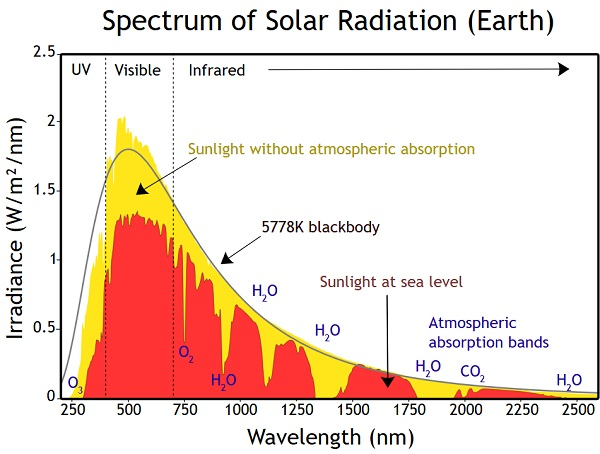 Spectrum of Solar Radiation (Earth)
2.5
UV Visible Infrared
2
Sunlight without atmospheric absorption
1.5
5778K blackbody
1
Sunlight at sea level
H₂O
0.5
H₂O
Atmospheric
absorption bands
O₂
H₂O
CO₂
O₃
H₂O
H₂O
0
250 500 750 1000 1250 1500 1750 2000 2250 2500
Wavelength (nm)
Irradiance (W/m²/nm)